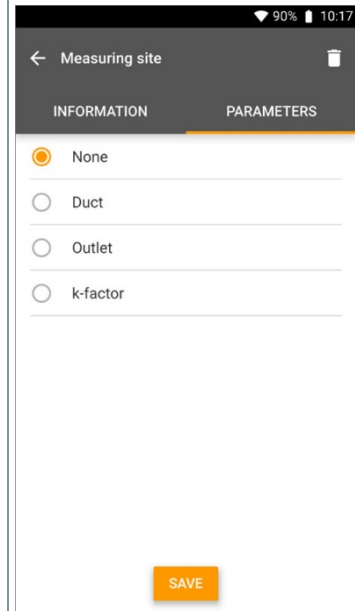 90% 10:17
Measuring site
INFORMATION PARAMETERS
None
Duct
Outlet
k-factor
SAVE